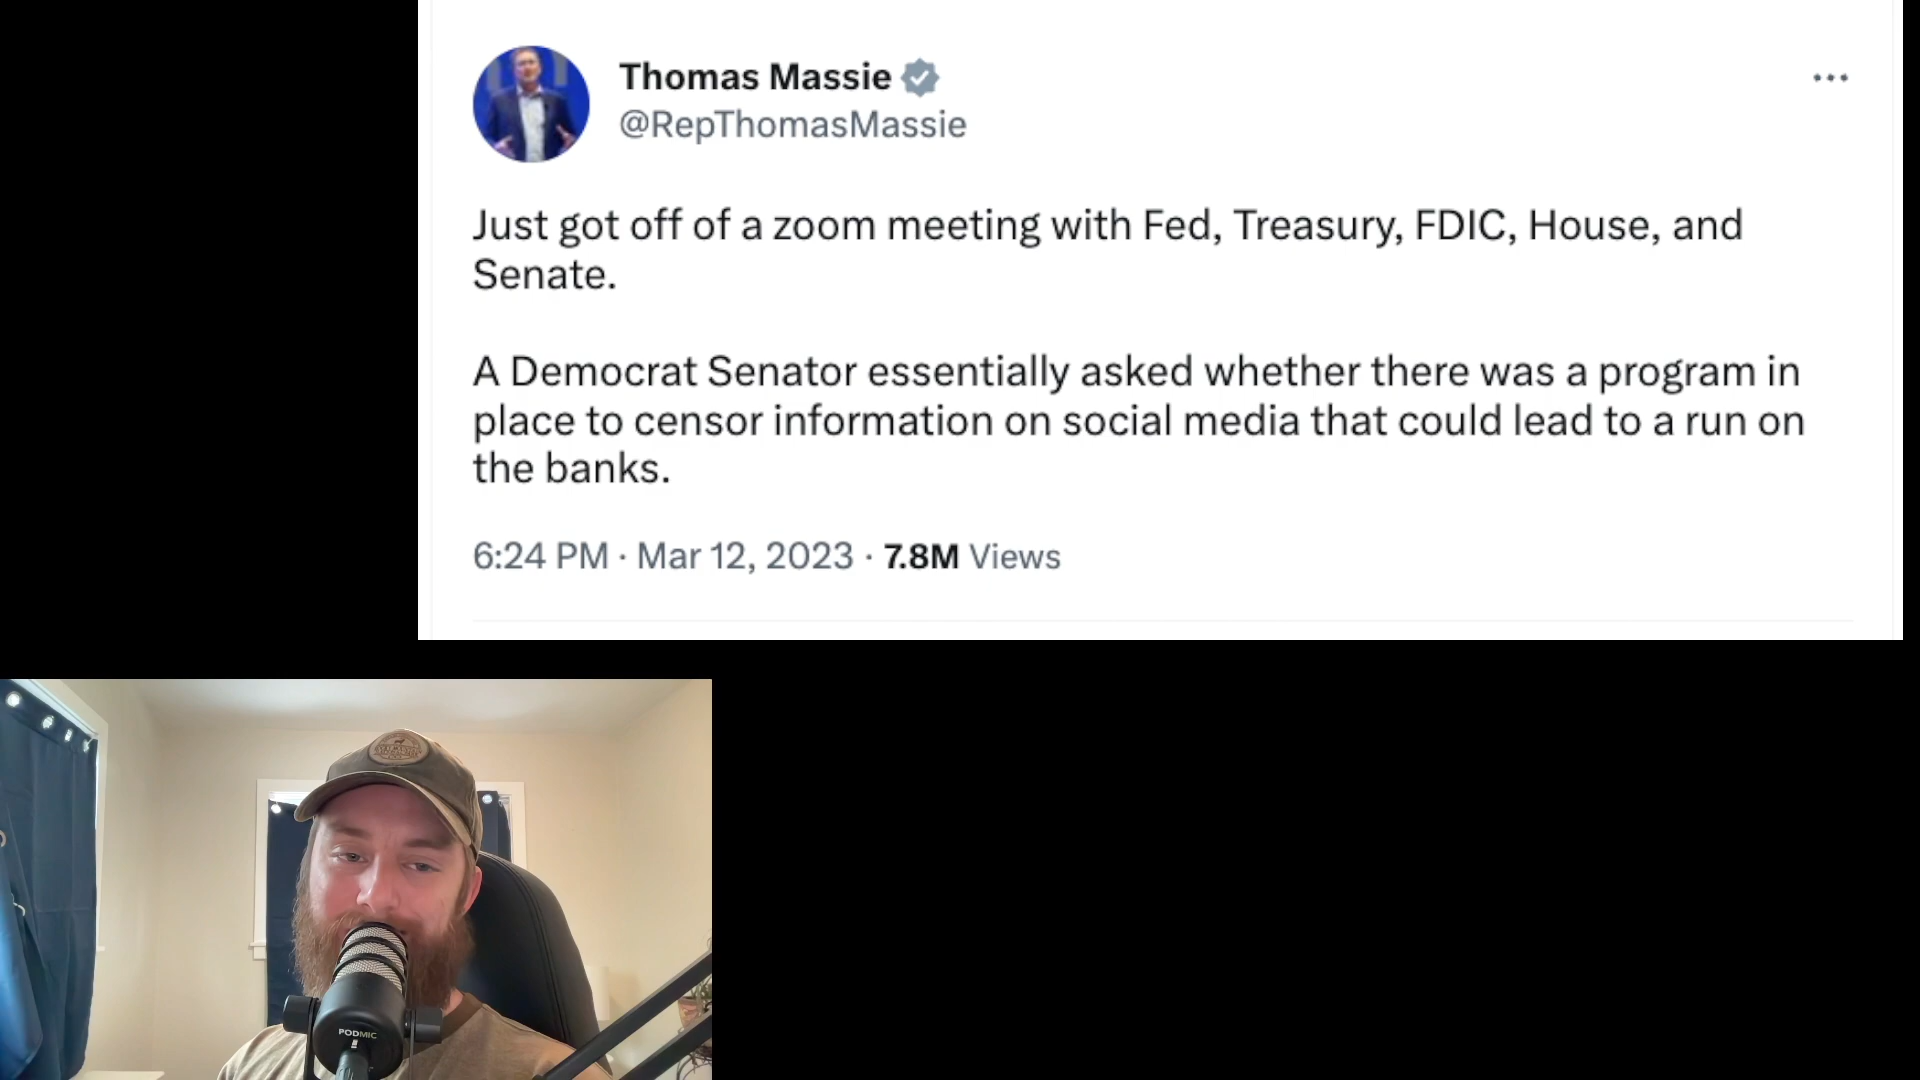 Thomas Massie
@RepThomasMassie
Just got off of a zoom meeting with Fed, Treasury, FDIC, House, and
Senate.
A Democrat Senator essentially asked whether there was a program in
place to censor information on social media that could lead to a run on
the banks.
6:24 PM · Mar 12, 2023 · 7.8M Views
PODMIC